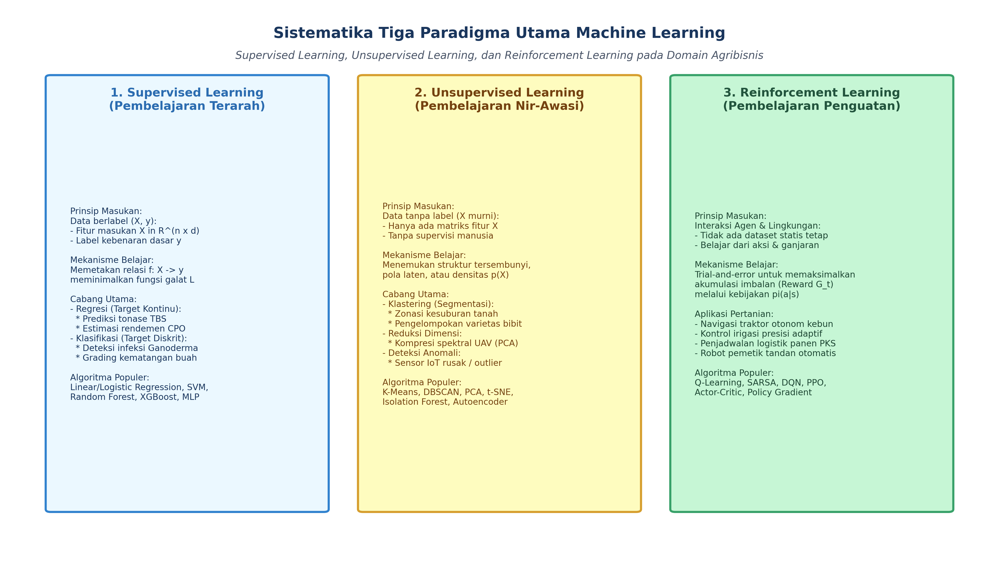 Sistematika Tiga Paradigma Utama Machine Learning
Supervised Learning, Unsupervised Learning, dan Reinforcement Learning pada Domain Agribisnis
1. Supervised Learning
(Pembelajaran Terarah)
Prinsip Masukan:
Data berlabel (X, y):
- Fitur masukan X in R^(n x d)
- Label kebenaran dasar y
Mekanisme Belajar:
Memetakan relasi f: X -> y
meminimalkan fungsi galat L
Cabang Utama:
- Regresi (Target Kontinu):
  * Prediksi tonase TBS
  * Estimasi rendemen CPO
- Klasifikasi (Target Diskrit):
  * Deteksi infeksi Ganoderma
  * Grading kematangan buah
Algoritma Populer:
Linear/Logistic Regression, SVM,
Random Forest, XGBoost, MLP
2. Unsupervised Learning
(Pembelajaran Nir-Awasi)
Prinsip Masukan:
Data tanpa label (X murni):
- Hanya ada matriks fitur X
- Tanpa supervisi manusia
Mekanisme Belajar:
Menemukan struktur tersembunyi,
pola laten, atau densitas p(X)
Cabang Utama:
- Klastering (Segmentasi):
  * Zonasi kesuburan tanah
  * Pengelompokan varietas bibit
- Reduksi Dimensi:
  * Kompresi spektral UAV (PCA)
- Deteksi Anomali:
  * Sensor IoT rusak / outlier
Algoritma Populer:
K-Means, DBSCAN, PCA, t-SNE,
Isolation Forest, Autoencoder
3. Reinforcement Learning
(Pembelajaran Penguatan)
Prinsip Masukan:
Interaksi Agen & Lingkungan:
- Tidak ada dataset statis tetap
- Belajar dari aksi & ganjaran
Mekanisme Belajar:
Trial-and-error untuk memaksimalkan
akumulasi imbalan (Reward G_t)
melalui kebijakan pi(a|s)
Aplikasi Pertanian:
- Navigasi traktor otonom kebun
- Kontrol irigasi presisi adaptif
- Penjadwalan logistik panen PKS
- Robot pemetik tandan otomatis
Algoritma Populer:
Q-Learning, SARSA, DQN, PPO,
Actor-Critic, Policy Gradient